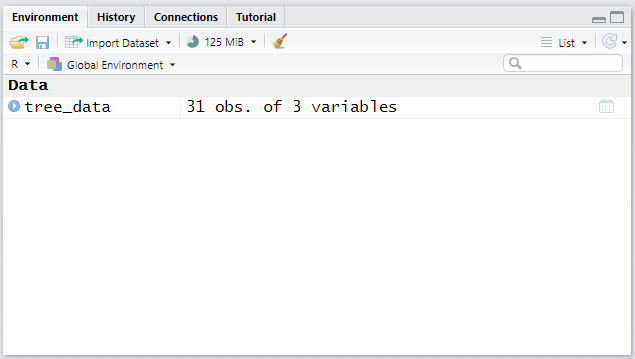 Environment History Connections Tutorial
Import Dataset 125 MiB List
R Global Environment
Data
tree_data 31 obs. of 3 variables